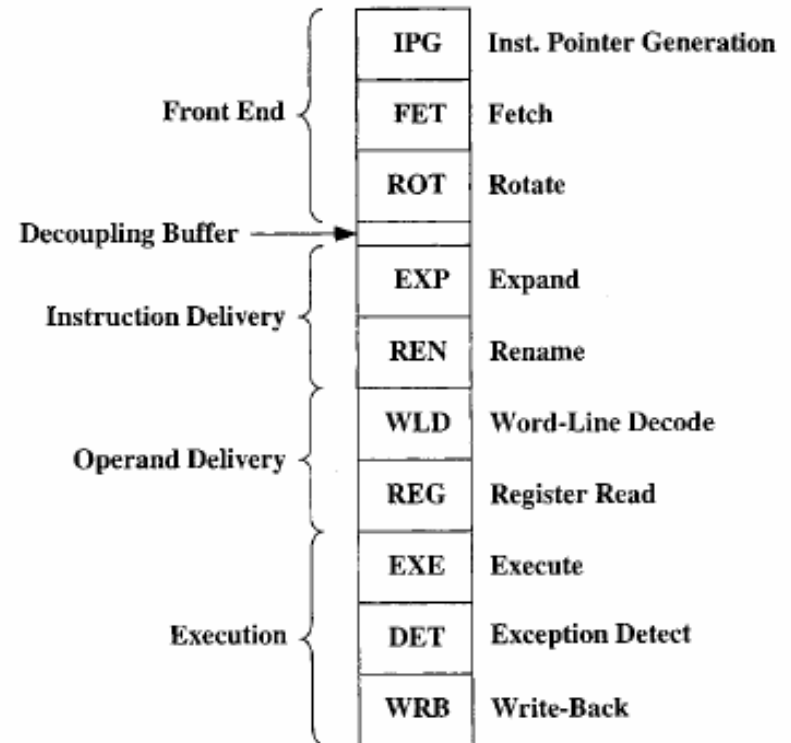 IPG Inst. Pointer Generation
Front End
FET Fetch
ROT Rotate
Decoupling Buffer
EXP Expand
Instruction Delivery
REN Rename
WLD Word-Line Decode
Operand Delivery
REG Register Read
EXE Execute
Execution
DET Exception Detect
WRB Write-Back